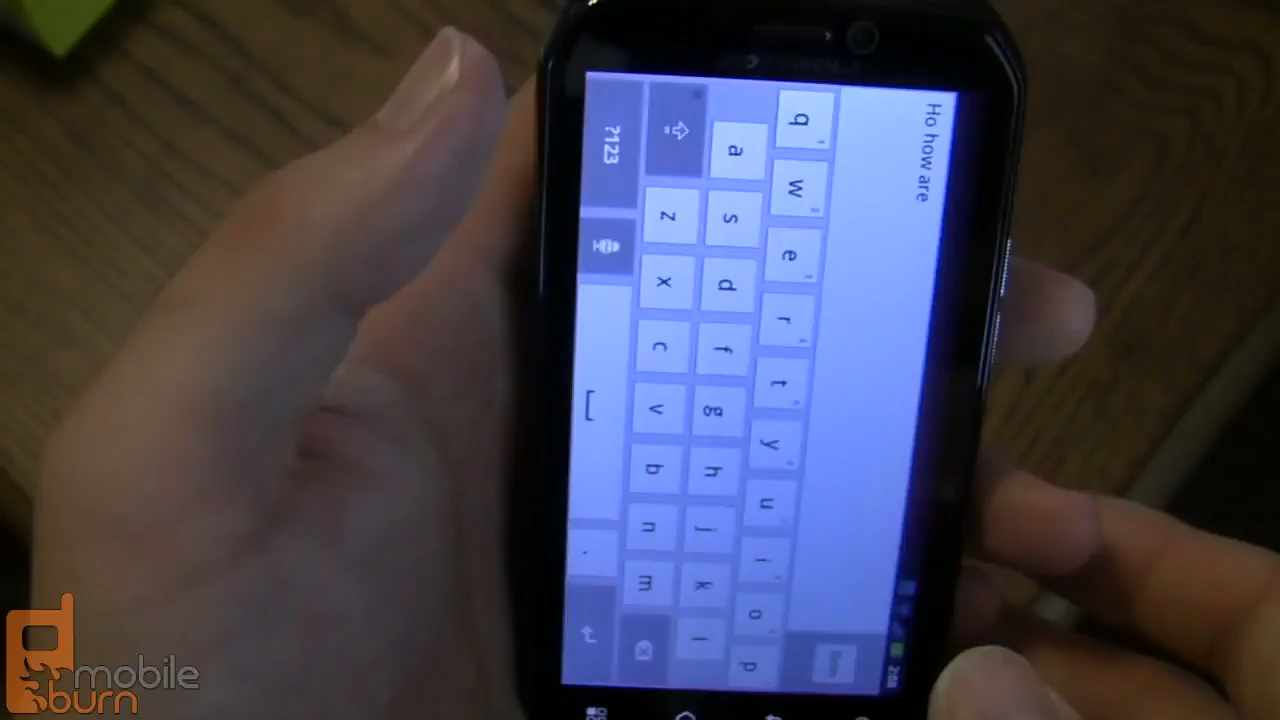 Ho how are
q w e r t y u i o p
a s d f g h j k l
z x c v b n m
?123 .
mobile
burn